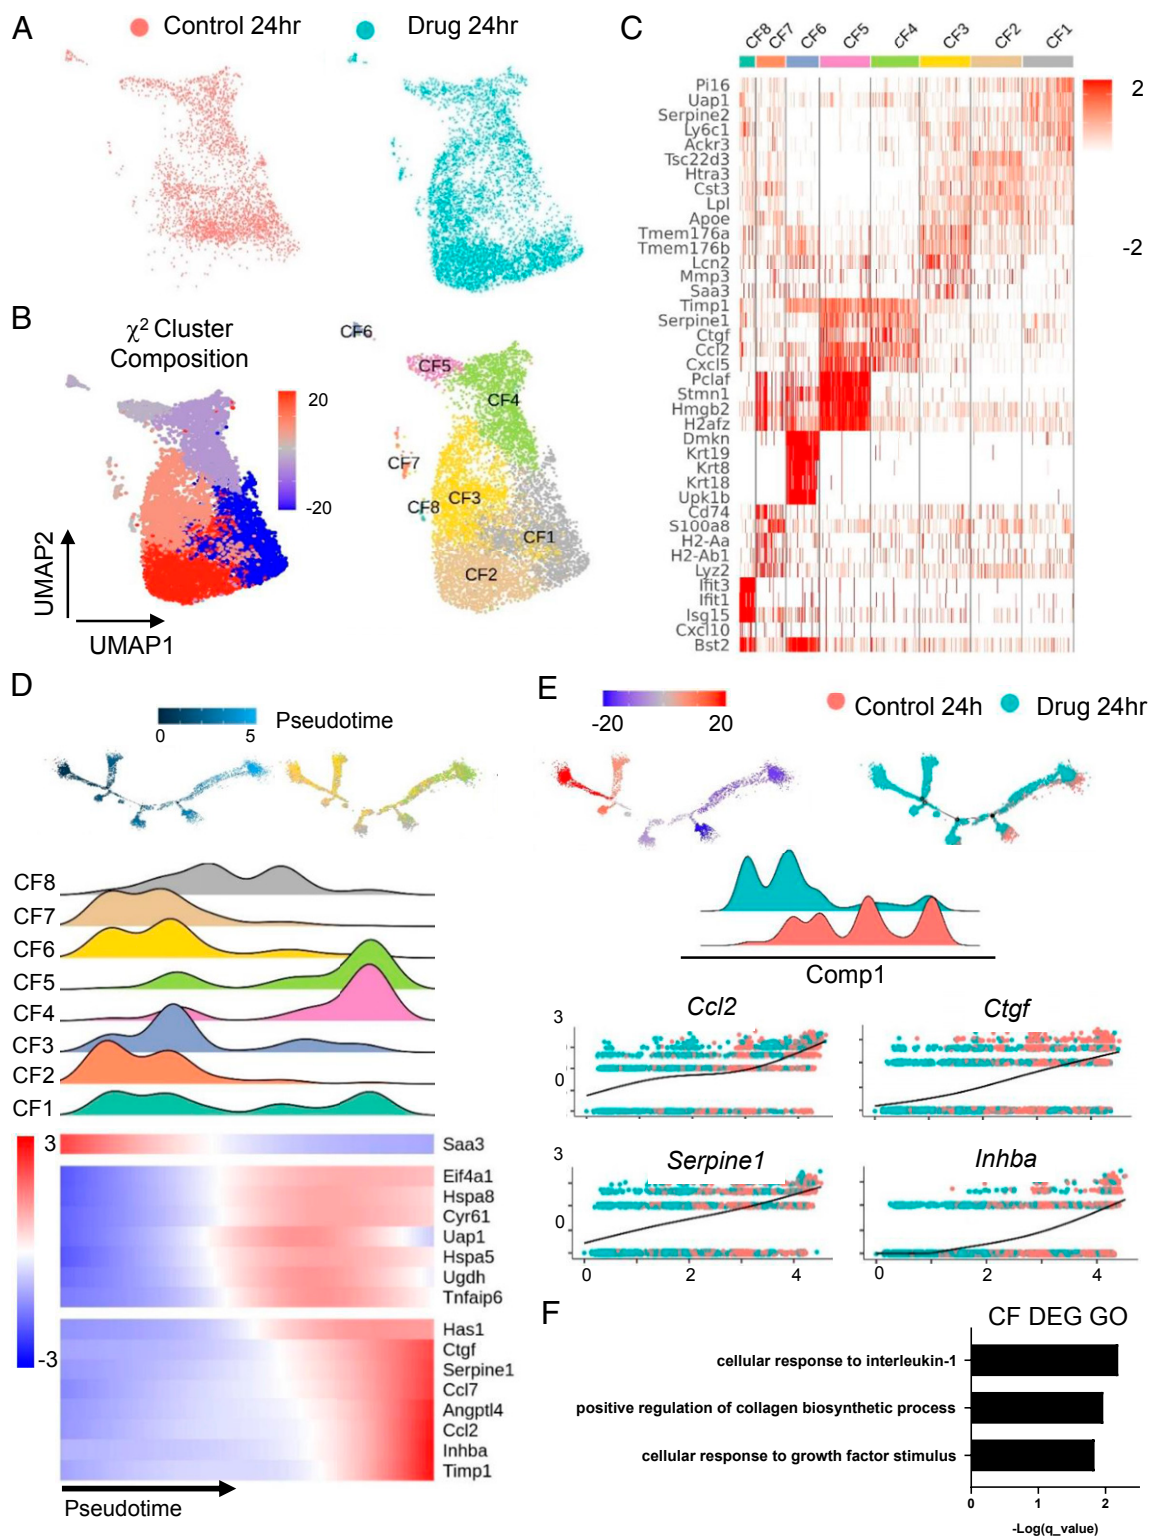 A
Control 24hr
Drug 24hr
B
χ² Cluster
Composition
20
-20
UMAP2
UMAP1
CF6
CF5
CF4
CF7
CF3
CF8
CF1
CF2
C
CF8
CF7
CF6
CF5
CF4
CF3
CF2
CF1
2
-2
Pi16
Uap1
Serpine2
Ly6c1
Ackr3
Tsc22d3
Htra3
Cst3
Lpl
Apoe
Tmem176a
Tmem176b
Lcn2
Mmp3
Saa3
Timp1
Serpine1
Ctgf
Ccl2
Cxcl5
Pclaf
Stmn1
Hmgb2
H2afz
Dmkn
Krt19
Krt8
Krt18
Upk1b
Cd74
S100a8
H2-Aa
H2-Ab1
Lyz2
Ifit3
Ifit1
Isg15
Cxcl10
Bst2
D
Pseudotime
0
5
CF8
CF7
CF6
CF5
CF4
CF3
CF2
CF1
3
-3
Saa3
Eif4a1
Hspa8
Cyr61
Uap1
Hspa5
Ugdh
Tnfaip6
Has1
Ctgf
Serpine1
Ccl7
Angptl4
Ccl2
Inhba
Timp1
Pseudotime
E
-20
20
Control 24h
Drug 24hr
Comp1
Ccl2
Ctgf
3
0
Serpine1
Inhba
3
0
0 2 4
0 2 4
F
CF DEG GO
cellular response to interleukin-1
positive regulation of collagen biosynthetic process
cellular response to growth factor stimulus
0 1 2
-Log(q_value)